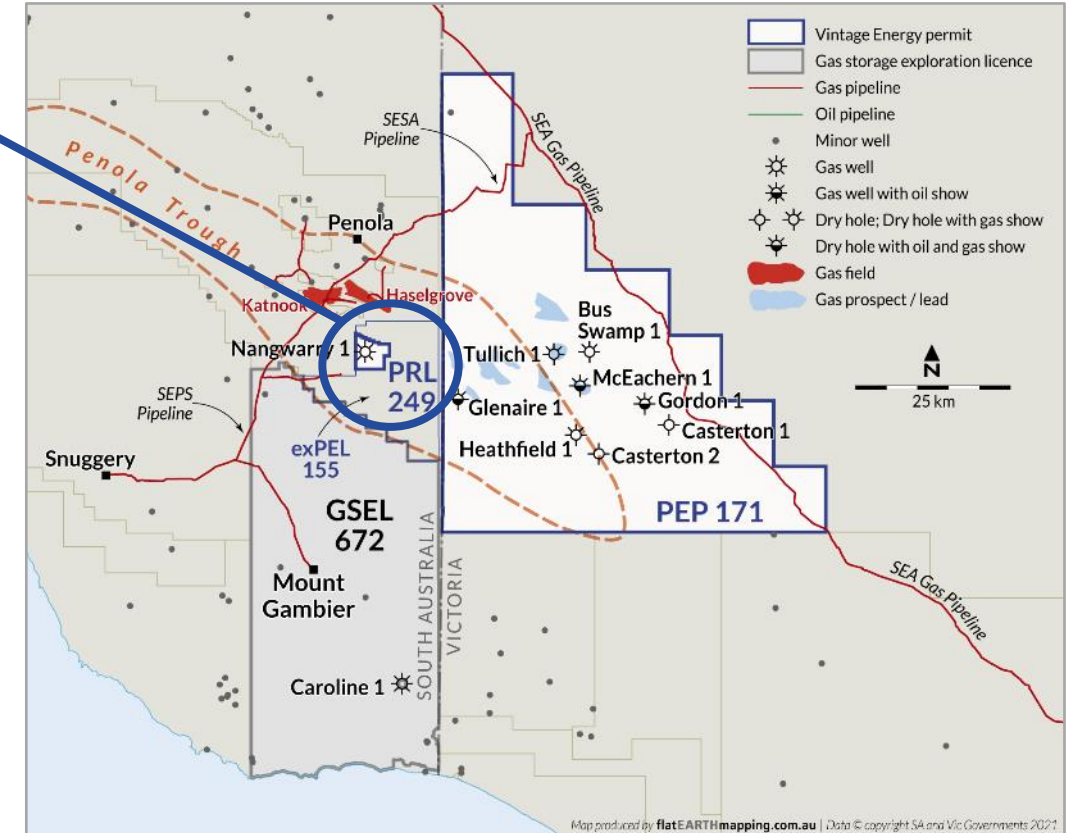 Vintage Energy permit
Gas storage exploration licence
Gas pipeline
Oil pipeline
Minor well
Gas well
Gas well with oil show
Dry hole; Dry hole with gas show
Dry hole with oil and gas show
Gas field
Gas prospect / lead
SESA
Pipeline
SEA Gas Pipeline
Penola Trough
Penola
Katnook
Haselgrove
Bus
Swamp 1
Nangwarry 1
Tullich 1
PRL
249
McEachern 1
Glenaire 1
Gordon 1
N
25 km
SEPS
Pipeline
Casterton 1
Heathfield 1
Casterton 2
exPEL
155
Snuggery
GSEL
672
PEP 171
SOUTH AUSTRALIA
VICTORIA
Mount
Gambier
SEA Gas Pipeline
Caroline 1
Map produced by flatEARTHmapping.com.au | Data © copyright SA and Vic Governments 2021